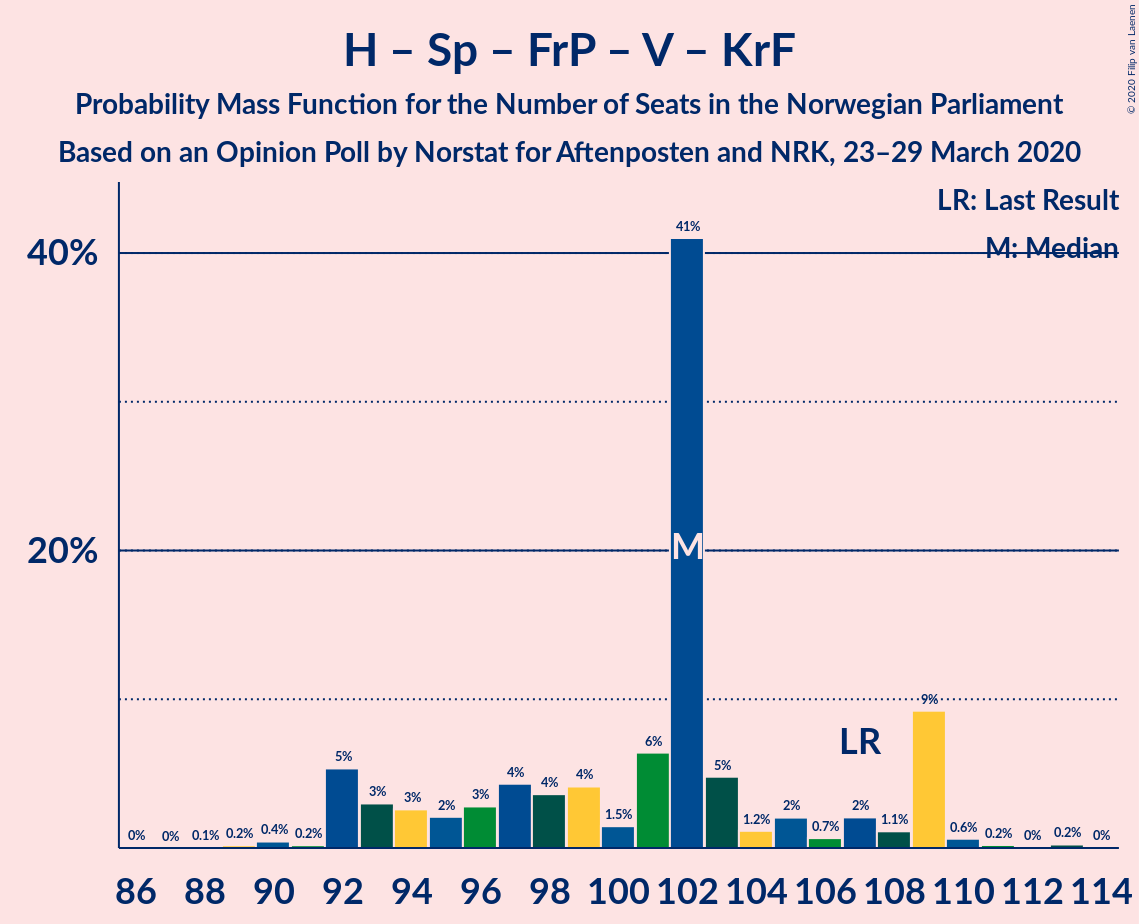 H – Sp – FrP – V – KrF
Probability Mass Function for the Number of Seats in the Norwegian Parliament
Based on an Opinion Poll by Norstat for Aftenposten and NRK, 23–29 March 2020
© 2020 Filip van Laenen
LR: Last Result
M: Median
40%
20%
0% 0% 0.1% 0.2% 0.4% 0.2% 5% 3% 3% 2% 3% 4% 4% 4% 1.5% 6% 41% 5% 1.2% 2% 0.7% 2% 1.1% 9% 0.6% 0.2% 0% 0.2% 0%
M
LR
86 88 90 92 94 96 98 100 102 104 106 108 110 112 114